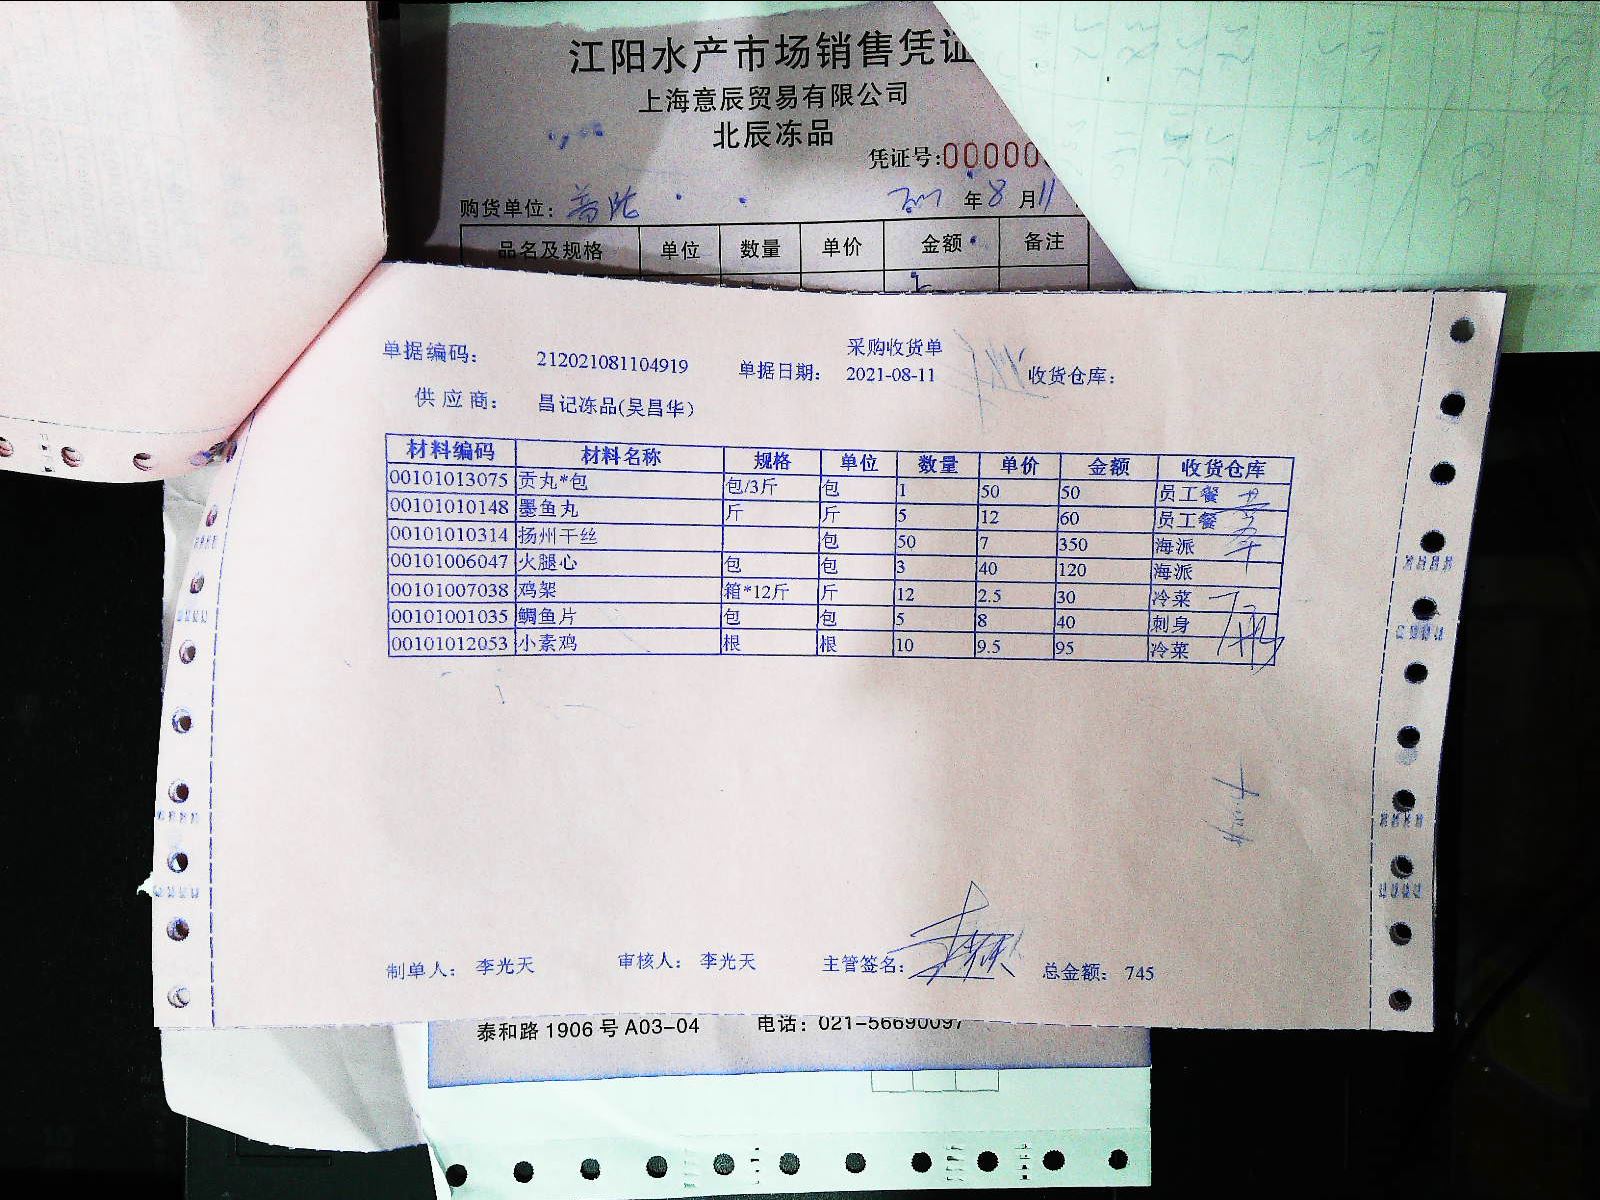 江阳水产市场销售凭证
上海意辰贸易有限公司
北辰冻品
凭证号:00000
购货单位: 普陀 年 8 月 11
品名及规格 单位 数量 单价 金额 备注
采购收货单
单据编码: 212021081104919 单据日期: 2021-08-11 收货仓库:
供应商: 昌记冻品(吴昌华)
材料编码 材料名称 规格 单位 数量 单价 金额 收货仓库
00101013075 贡丸*包 包/3斤 包 1 50 50 员工餐
00101010148 墨鱼丸 斤 斤 5 12 60 员工餐
00101010314 扬州干丝 包 50 7 350 海派
00101006047 火腿心 包 包 3 40 120 海派
00101007038 鸡架 箱*12斤 斤 12 2.5 30 冷菜
00101001035 鲷鱼片 包 包 5 8 40 刺身
00101012053 小素鸡 根 根 10 9.5 95 冷菜
制单人: 李光天 审核人: 李光天 主管签名: 总金额: 745
泰和路1906号A03-04 电话: 021-56690097